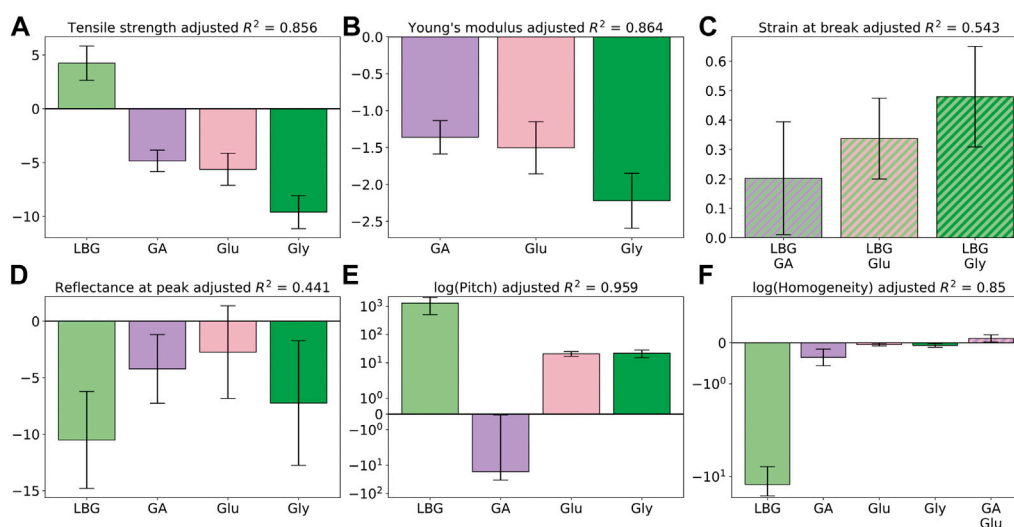 A
Tensile strength adjusted R² = 0.856
5
0
−5
−10
LBG GA Glu Gly
B
Young's modulus adjusted R² = 0.864
0.0
−0.5
−1.0
−1.5
−2.0
−2.5
GA Glu Gly
C
Strain at break adjusted R² = 0.543
0.6
0.5
0.4
0.3
0.2
0.1
0.0
LBG LBG LBG
GA Glu Gly
D
Reflectance at peak adjusted R² = 0.441
0
−5
−10
−15
LBG GA Glu Gly
E
log(Pitch) adjusted R² = 0.959
10³
10²
10¹
10⁰
0
−10⁰
−10¹
−10²
LBG GA Glu Gly
F
log(Homogeneity) adjusted R² = 0.85
0
−10⁰
−10¹
LBG GA Glu Gly GA
Glu